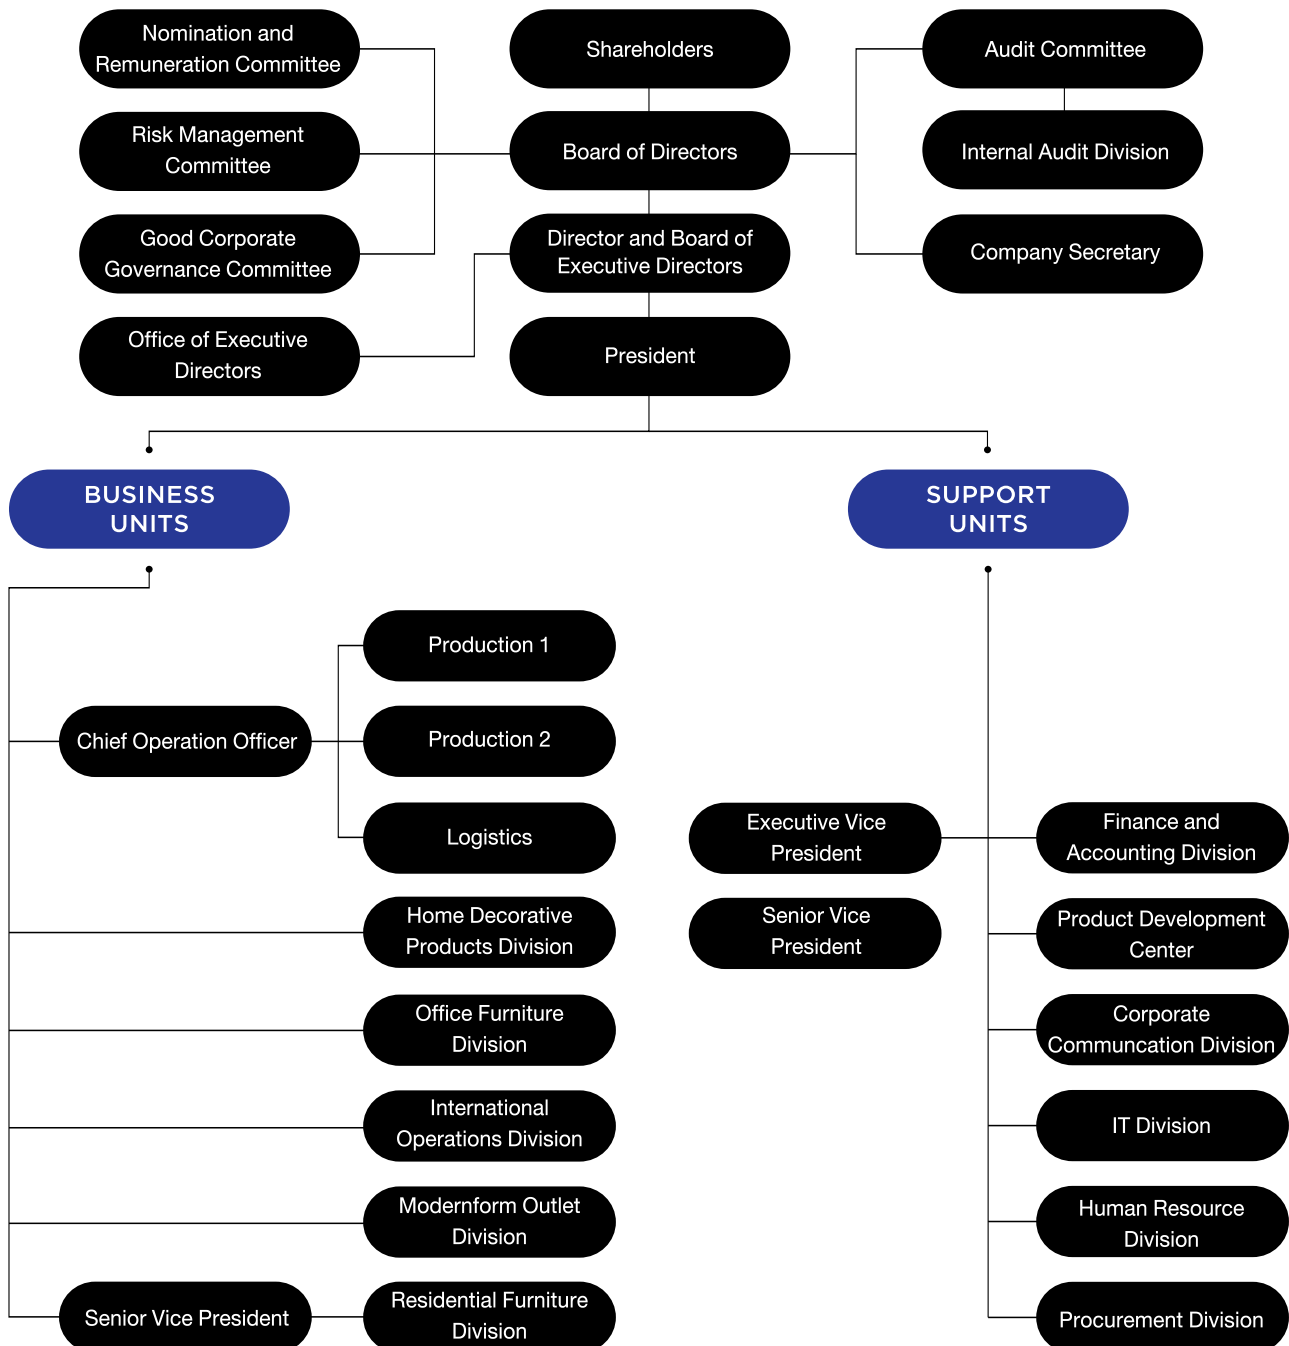 Nomination and
Remuneration Committee
Shareholders
Audit Committee
Risk Management
Committee
Board of Directors
Internal Audit Division
Good Corporate
Governance Committee
Director and Board of
Executive Directors
Company Secretary
Office of Executive
Directors
President
BUSINESS
UNITS
SUPPORT
UNITS
Production 1
Chief Operation Officer
Production 2
Logistics
Executive Vice
President
Finance and
Accounting Division
Home Decorative
Products Division
Senior Vice
President
Product Development
Center
Office Furniture
Division
Corporate
Communcation Division
International
Operations Division
IT Division
Modernform Outlet
Division
Human Resource
Division
Senior Vice President
Residential Furniture
Division
Procurement Division